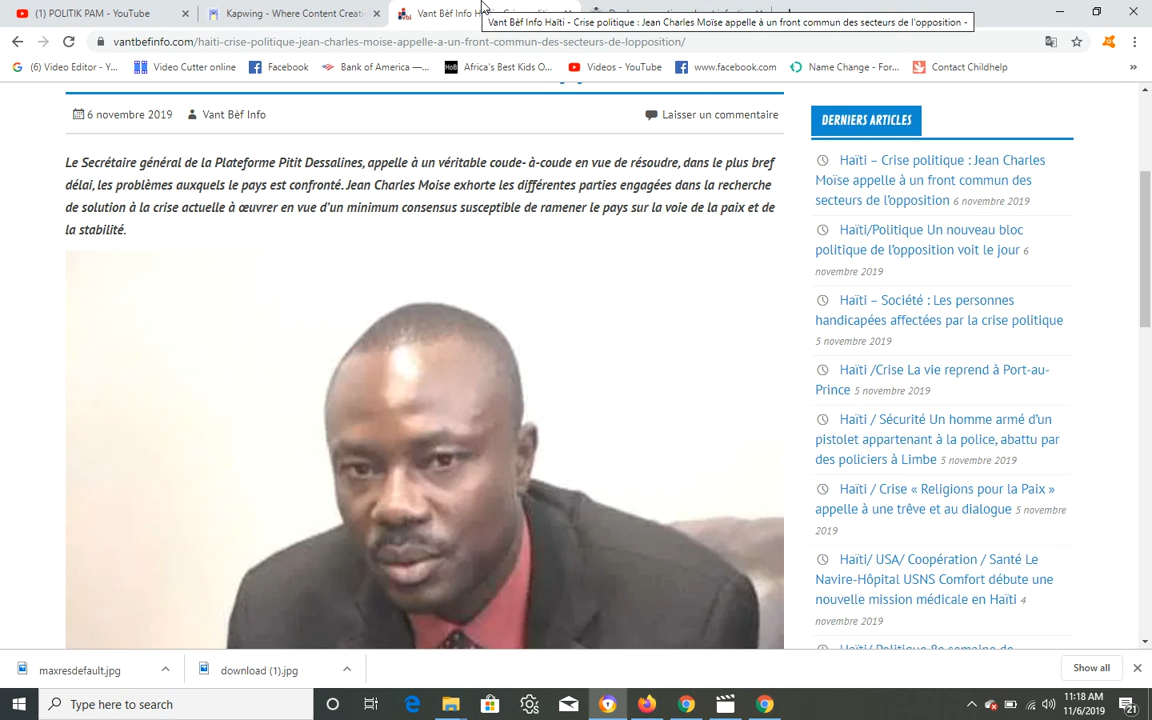 (1) POLITIK PAM - YouTube
Kapwing - Where Content Creati
Vant Bèf Info
Vant Bèf Info Haïti - Crise politique : Jean Charles Moïse appelle à un front commun des secteurs de l'opposition -
vantbefinfo.com/haiti-crise-politique-jean-charles-moise-appelle-a-un-front-commun-des-secteurs-de-lopposition/
(6) Video Editor - Y... Video Cutter online Facebook Bank of America —... HoB Africa's Best Kids O... Videos - YouTube www.facebook.com Name Change - For... Contact Childhelp »
6 novembre 2019 Vant Bèf Info Laisser un commentaire
Le Secrétaire général de la Plateforme Pitit Dessalines, appelle à un véritable coude- à-coude en vue de résoudre, dans le plus bref
délai, les problèmes auxquels le pays est confronté. Jean Charles Moise exhorte les différentes parties engagées dans la recherche
de solution à la crise actuelle à œuvrer en vue d'un minimum consensus susceptible de ramener le pays sur la voie de la paix et de
la stabilité.
DERNIERS ARTICLES
Haïti – Crise politique : Jean Charles
Moïse appelle à un front commun des
secteurs de l'opposition 6 novembre 2019
Haïti/Politique Un nouveau bloc
politique de l'opposition voit le jour 6
novembre 2019
Haïti – Société : Les personnes
handicapées affectées par la crise politique
5 novembre 2019
Haïti /Crise La vie reprend à Port-au-
Prince 5 novembre 2019
Haïti / Sécurité Un homme armé d'un
pistolet appartenant à la police, abattu par
des policiers à Limbe 5 novembre 2019
Haïti / Crise « Religions pour la Paix »
appelle à une trêve et au dialogue 5 novembre
2019
Haïti/ USA/ Coopération / Santé Le
Navire-Hôpital USNS Comfort débute une
nouvelle mission médicale en Haïti 4
novembre 2019
maxresdefault.jpg download (1).jpg Show all
Type here to search
11:18 AM
11/6/2019
21